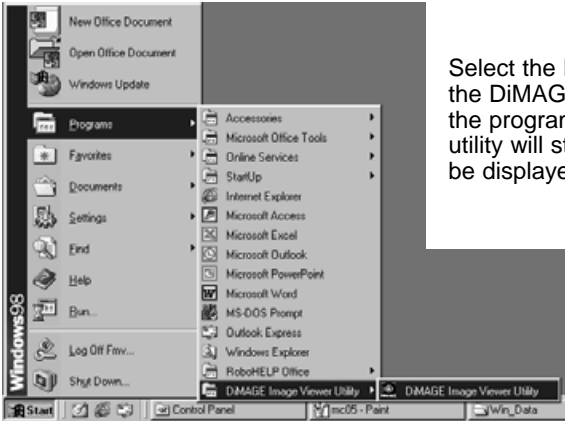 New Office Document
Open Office Document
Windows Update
Programs
Favorites
Documents
Settings
Find
Help
Run...
Log Off Fmv...
Shut Down...
Windows98
Accessories
Microsoft Office Tools
Online Services
StartUp
Internet Explorer
Microsoft Access
Microsoft Excel
Microsoft Outlook
Microsoft PowerPoint
Microsoft Word
MS-DOS Prompt
Outlook Express
Windows Explorer
RoboHELP Office
DiMAGE Image Viewer Utility
DiMAGE Image Viewer Utility
Select the
the DiMAG
the program
utility will st
be displaye
Start
Control Panel
mc05 - Paint
Win_Data